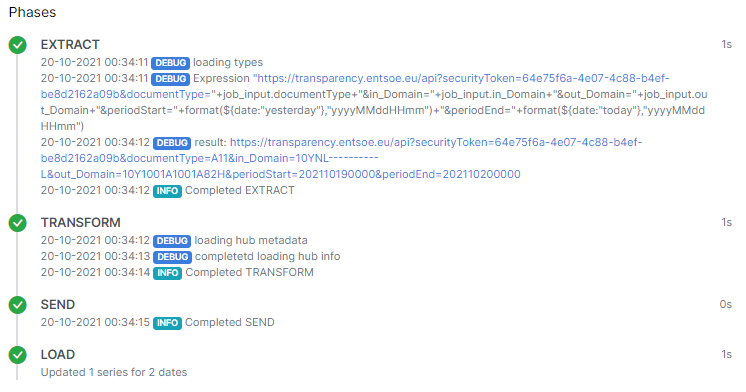 Phases
EXTRACT 1s
20-10-2021 00:34:11 DEBUG loading types
20-10-2021 00:34:11 DEBUG Expression "https://transparency.entsoe.eu/api?securityToken=64e75f6a-4e07-4c88-b4ef-
be8d2162a09b&documentType="+job_input.documentType+"&in_Domain="+job_input.in_Domain+"&out_Domain="+job_input.ou
t_Domain+"&periodStart="+format(${date:"yesterday"},"yyyyMMddHHmm")+"&periodEnd="+format(${date:"today"},"yyyyMMdd
HHmm")
20-10-2021 00:34:12 DEBUG result: https://transparency.entsoe.eu/api?securityToken=64e75f6a-4e07-4c88-b4ef-
be8d2162a09b&documentType=A11&in_Domain=10YNL----------
L&out_Domain=10Y1001A1001A82H&periodStart=202110190000&periodEnd=202110200000
20-10-2021 00:34:12 INFO Completed EXTRACT
TRANSFORM 1s
20-10-2021 00:34:12 DEBUG loading hub metadata
20-10-2021 00:34:13 DEBUG completetd loading hub info
20-10-2021 00:34:14 INFO Completed TRANSFORM
SEND 0s
20-10-2021 00:34:15 INFO Completed SEND
LOAD 1s
Updated 1 series for 2 dates